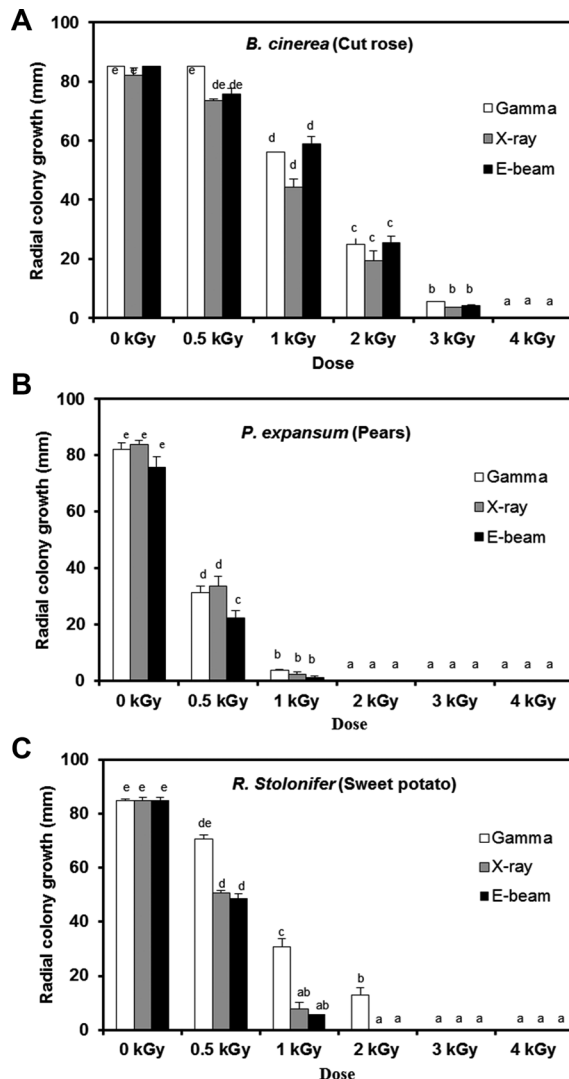 A
B. cinerea (Cut rose)
Radial colony growth (mm)
100
80
60
40
20
0
Gamma
X-ray
E-beam
e e
e de de
d d d
c c c
b b b
a a a
0 kGy 0.5 kGy 1 kGy 2 kGy 3 kGy 4 kGy
Dose
B
P. expansum (Pears)
Radial colony growth (mm)
100
80
60
40
20
0
Gamma
X-ray
E-beam
e e e
d d c
b b b
a a a
a a a
a a a
0 kGy 0.5 kGy 1 kGy 2 kGy 3 kGy 4 kGy
Dose
C
R. Stolonifer (Sweet potato)
Radial colony growth (mm)
100
80
60
40
20
0
Gamma
X-ray
E-beam
e e e
de d d
c ab ab
b a a
a a a
a a a
0 kGy 0.5 kGy 1 kGy 2 kGy 3 kGy 4 kGy
Dose